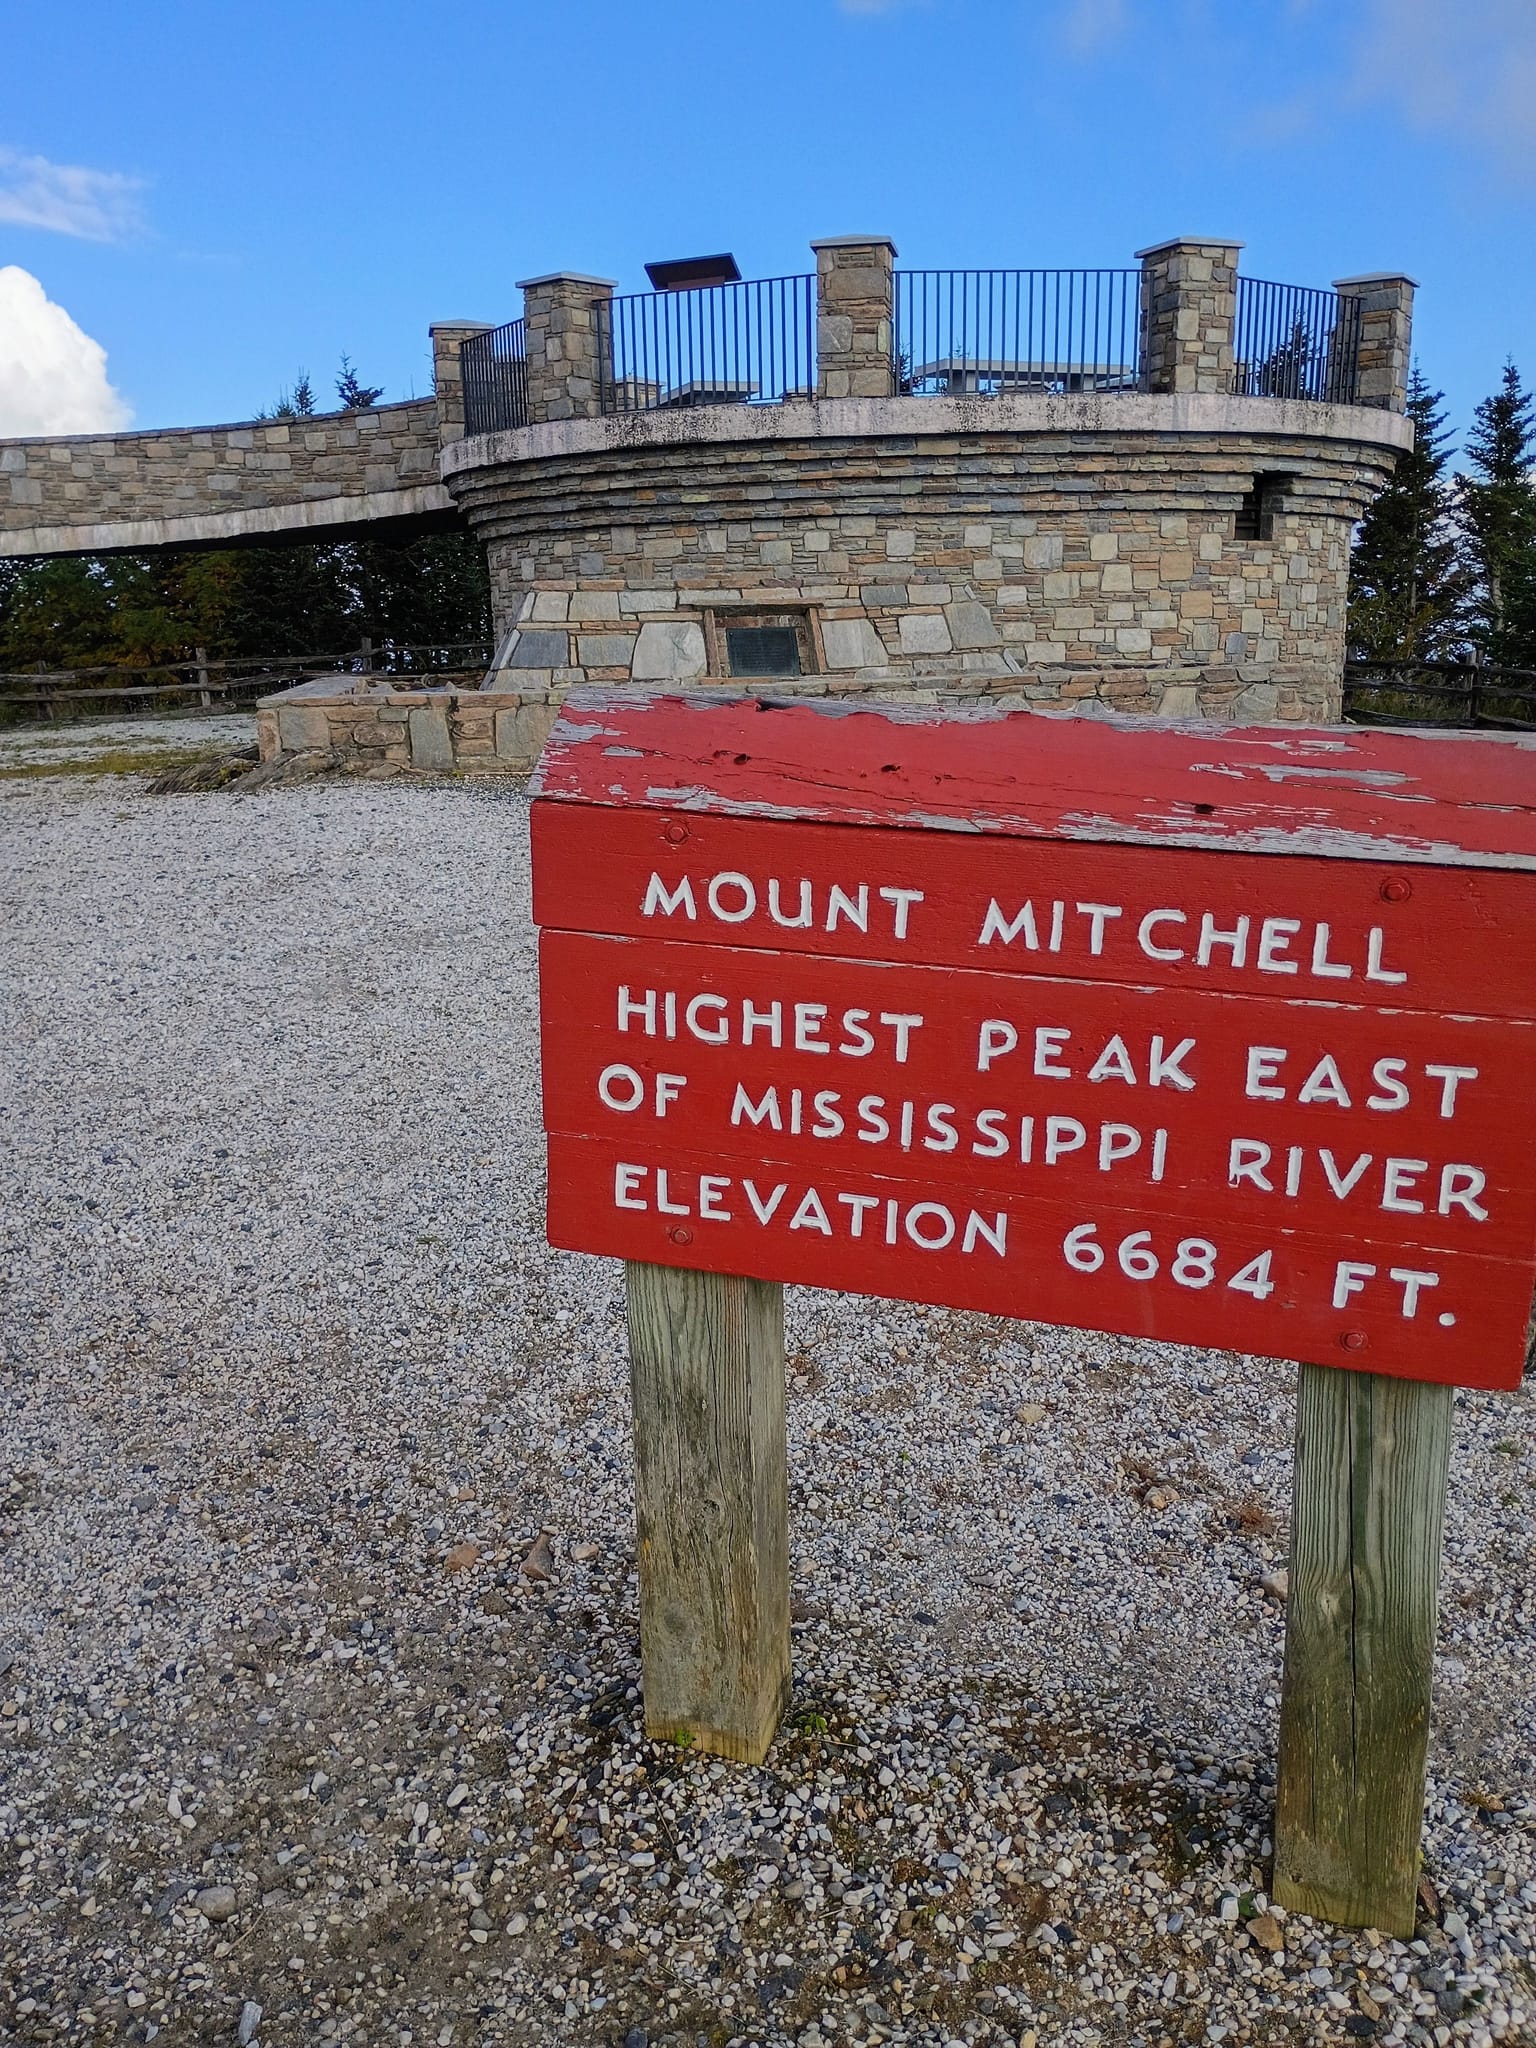 MOUNT MITCHELL
HIGHEST PEAK EAST
OF MISSISSIPPI RIVER
ELEVATION 6684 FT.